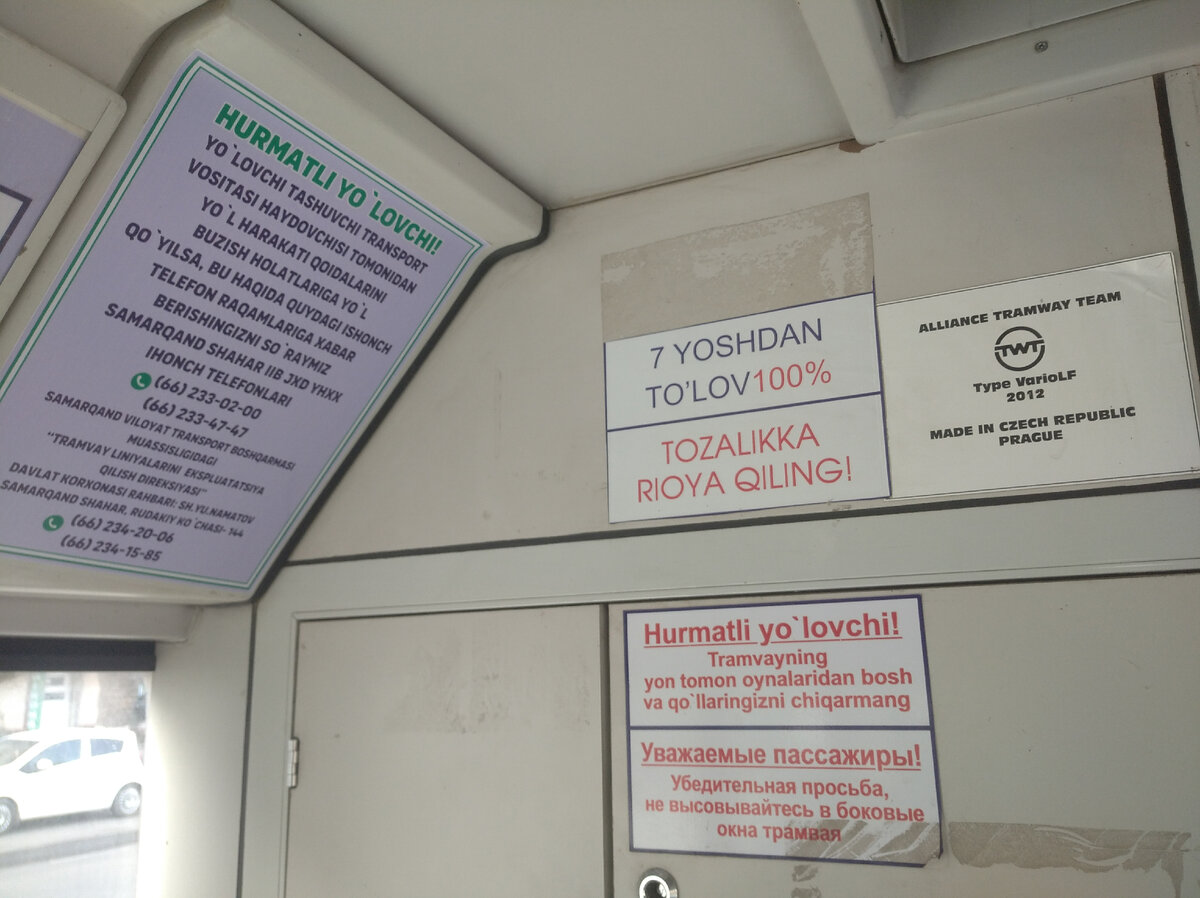 HURMATLI YO`LOVCHI!
YO`LOVCHI TASHUVCHI TRANSPORT
VOSITASI HAYDOVCHISI TOMONIDAN
YO`L HARAKATI QOIDALARINI
BUZISH HOLATLARIGA YO`L
QO`YILSA, BU HAQIDA QUYDAGI ISHONCH
TELEFON RAQAMLARIGA XABAR
BERISHINGIZNI SO`RAYMIZ
SAMARQAND SHAHAR IIB JXD YHXX
IHONCH TELEFONLARI
(66) 233-02-00
(66) 233-47-47
SAMARQAND VILOYAT TRANSPORT BOSHQARMASI
MUASSISLIGIDAGI
"TRAMVAY LINIYALARINI EKSPLUATATSIYA
QILISH DIREKSIYASI"
DAVLAT KORXONASI RAHBARI: SH.YU.NAMATOV
SAMARQAND SHAHAR. RUDAKIY KO`CHASI- 144
(66) 234-20-06
(66) 234-15-85
7 YOSHDAN
TO'LOV100%
TOZALIKKA
RIOYA QILING!
ALLIANCE TRAMWAY TEAM
TWT
Type VarioLF
2012
MADE IN CZECH REPUBLIC
PRAGUE
Hurmatli yo`lovchi!
Tramvayning
yon tomon oynalaridan bosh
va qo`llaringizni chiqarmang
Уважаемые пассажиры!
Убедительная просьба,
не высовывайтесь в боковые
окна трамвая